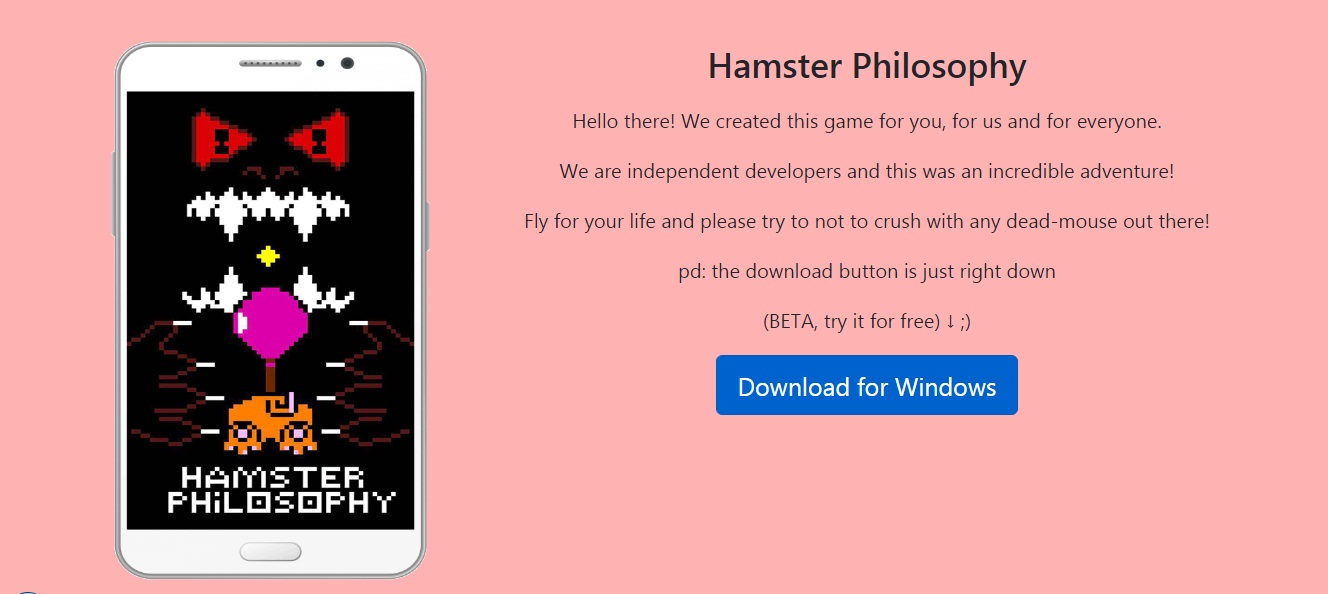 Hamster Philosophy
Hello there! We created this game for you, for us and for everyone.
We are independent developers and this was an incredible adventure!
Fly for your life and please try to not to crush with any dead-mouse out there!
pd: the download button is just right down
(BETA, try it for free) ↓ ;)
Download for Windows
HAMSTER
PHiLOSOPHY